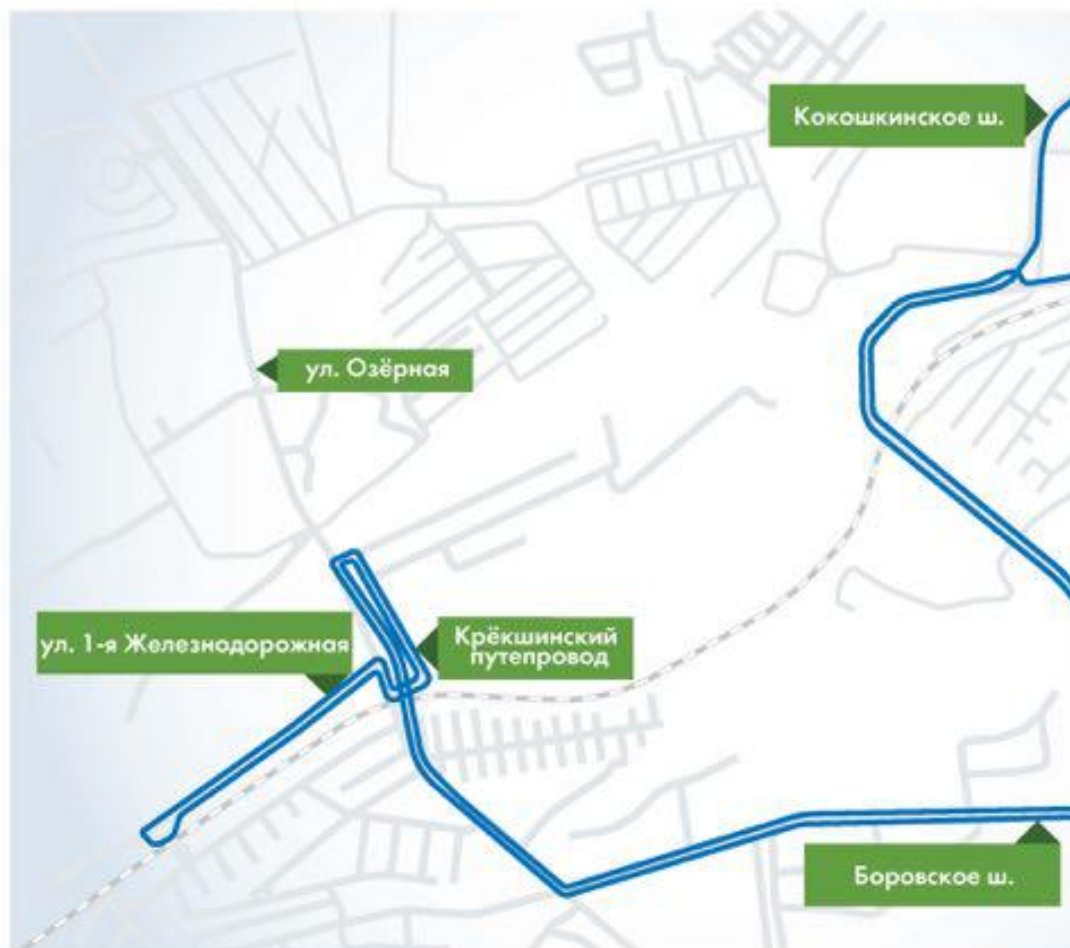 Кокошкинское ш.
ул. Озёрная
ул. 1-я Железнодорожная
Крёкшинский
путепровод
Боровское ш.